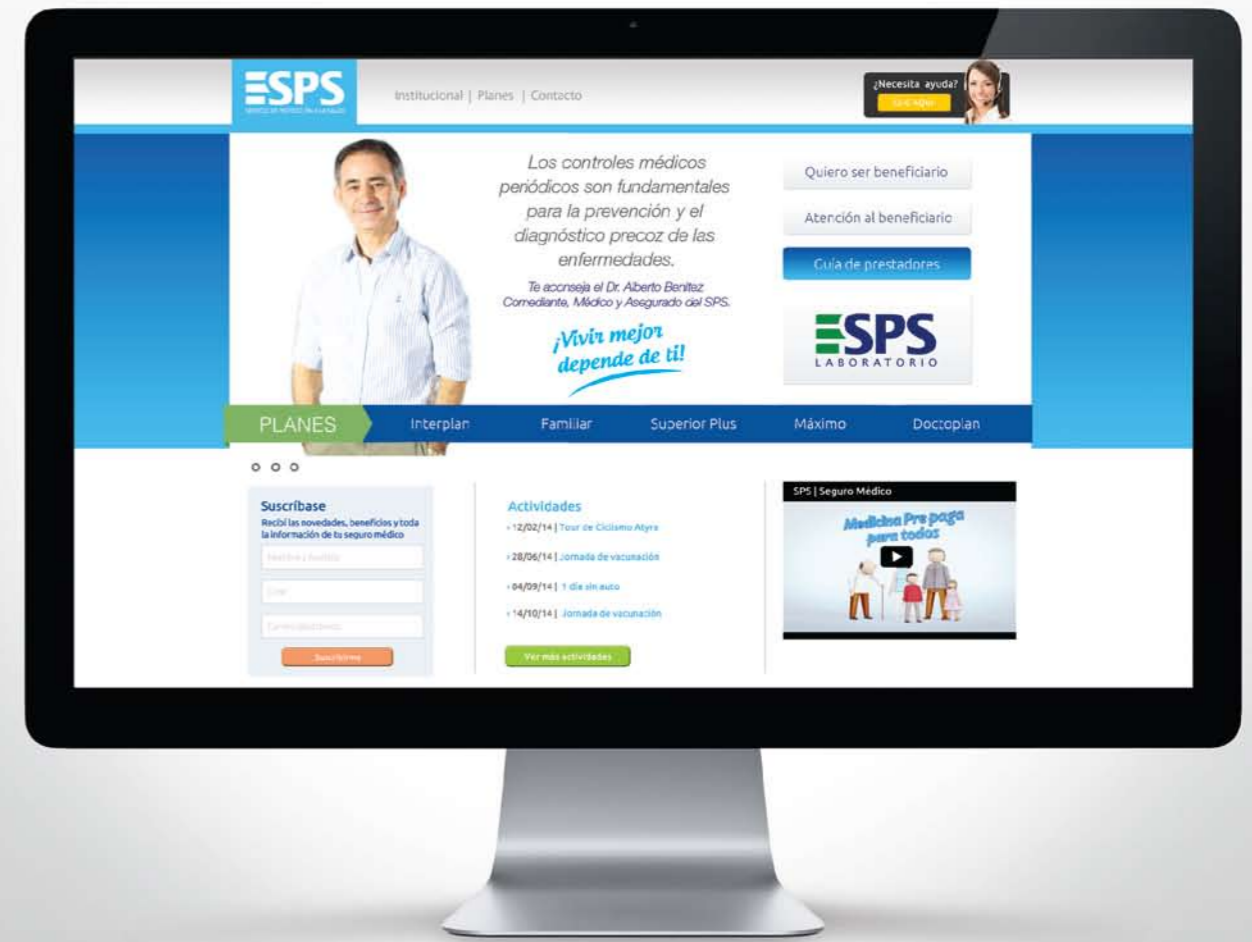 SPS
Institucional | Planes | Contacto
¿Necesita ayuda?
Los controles médicos
periódicos son fundamentales
para la prevención y el
diagnóstico precoz de las
enfermedades.
Te aconseja el Dr. Alberto Benítez
Comediante, Médico y Asegurado del SPS.
¡Vivir mejor
depende de ti!
Quiero ser beneficiario
Atención al beneficiario
Guía de prestadores
SPS
LABORATORIO
PLANES
Interplan
Familiar
Superior Plus
Máximo
Doctoplan
Suscríbase
Recibí las novedades, beneficios y toda
la información de tu seguro médico
Suscribirme
Actividades
12/02/14 | Tour de Ciclismo Atyra
28/06/14 | Jornada de vacunación
04/09/14 | 1 día sin auto
14/10/14 | Jornada de vacunación
Ver más actividades
SPS | Seguro Médico
Medicina Pre paga
para todos